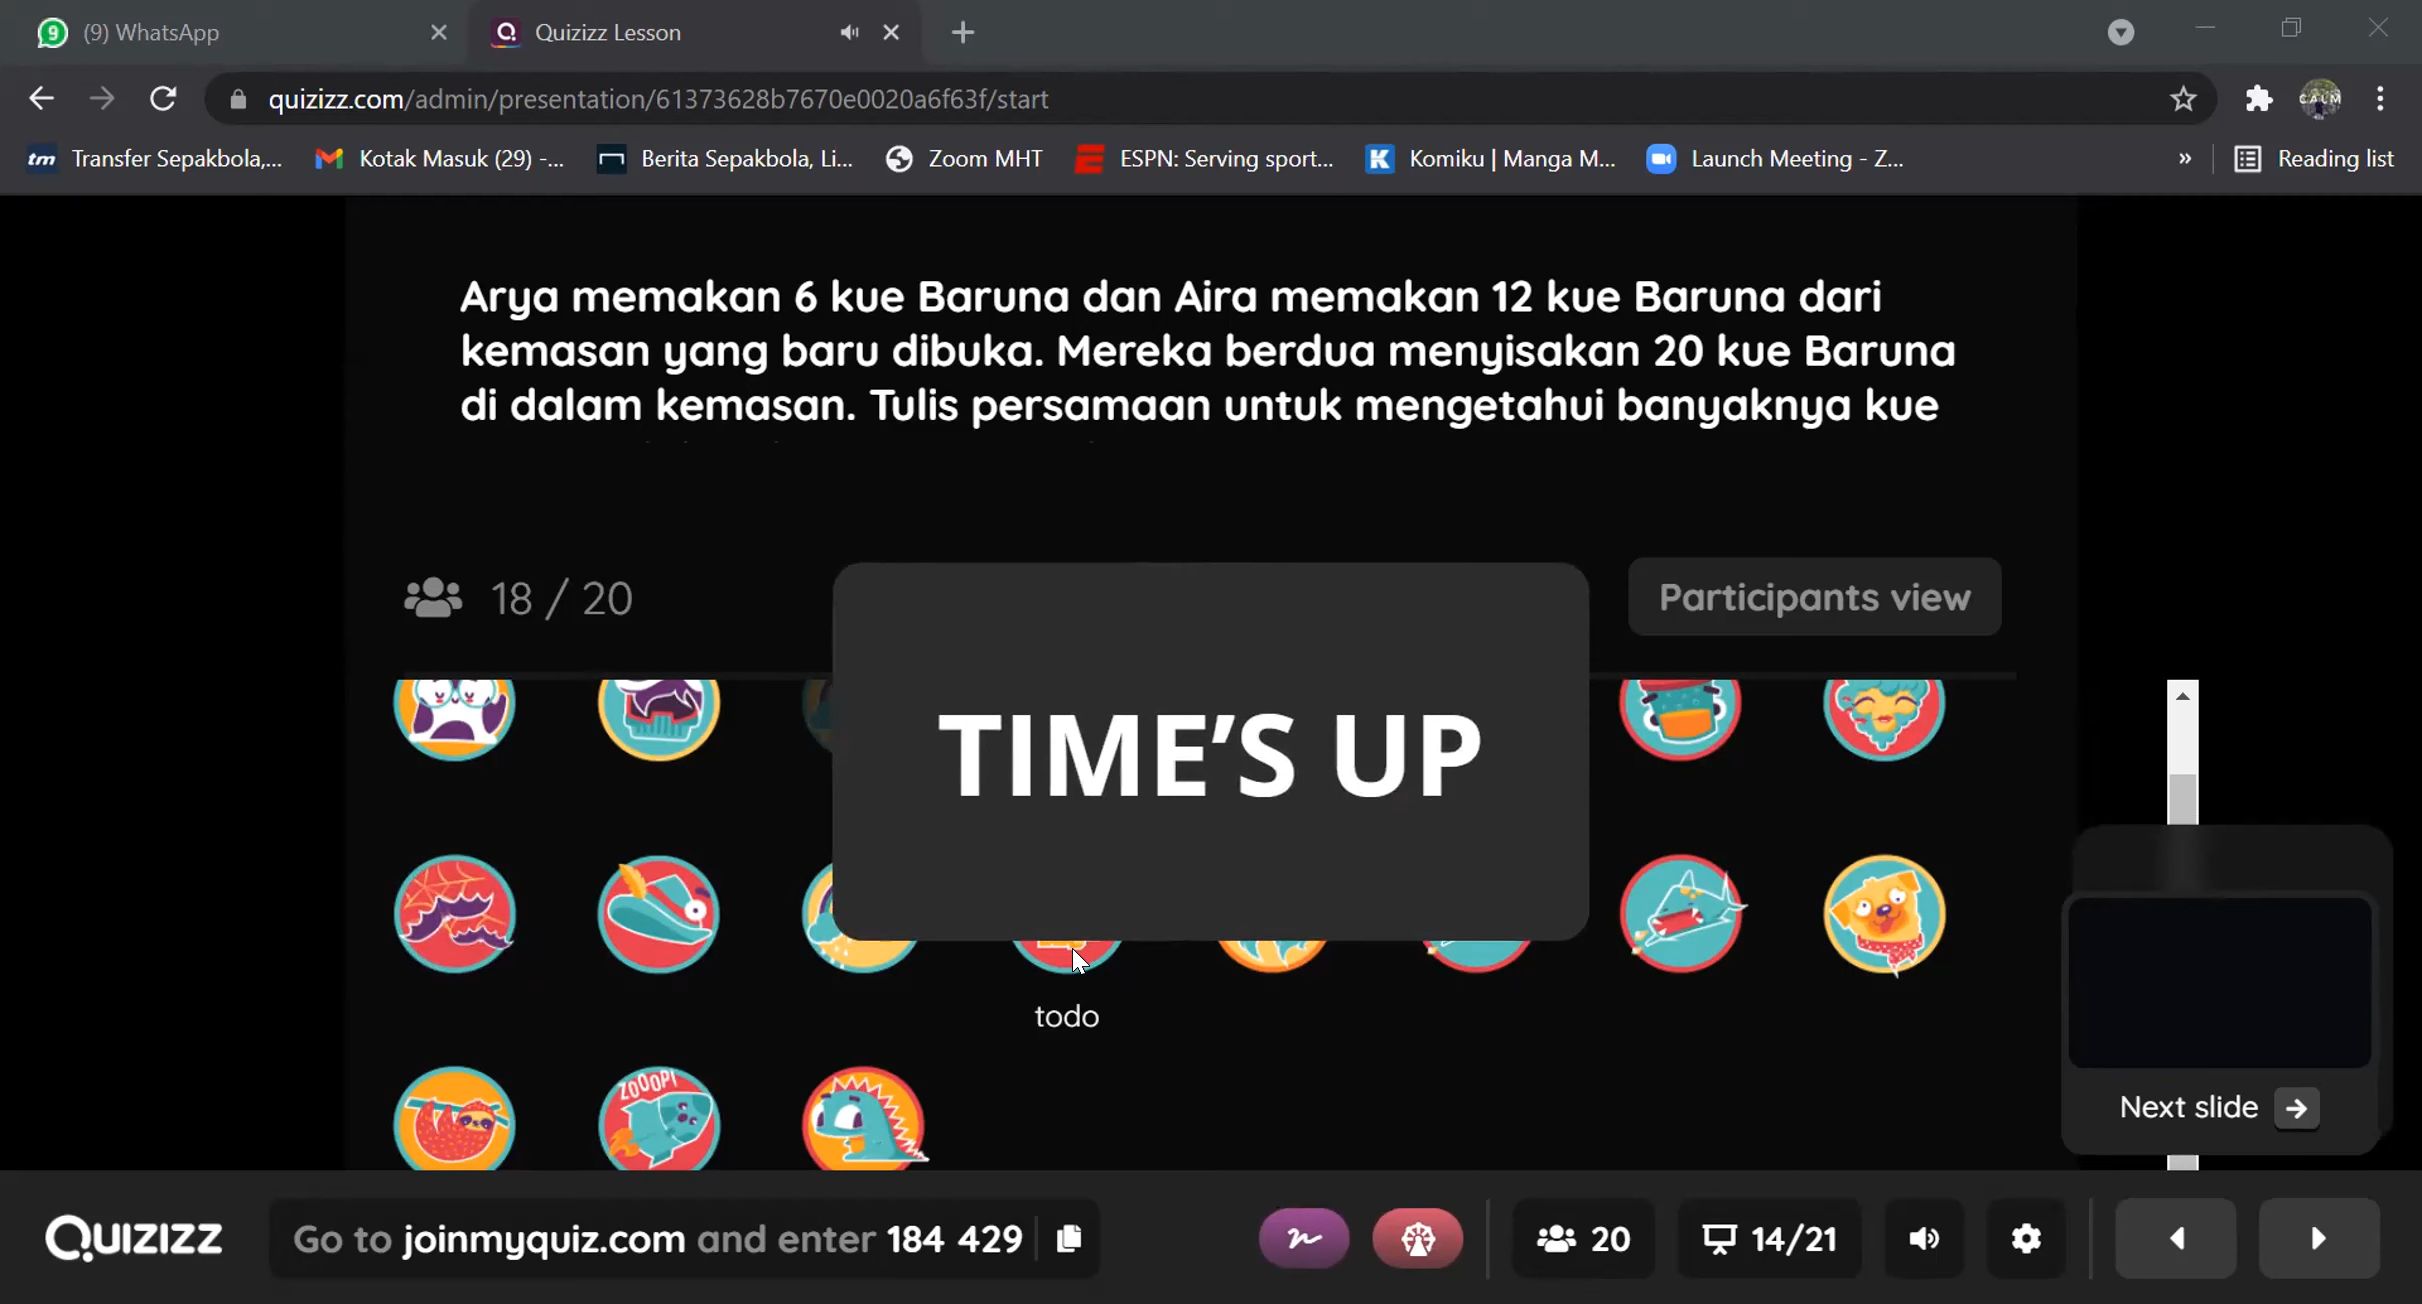 (9) WhatsApp
Quizizz Lesson
quizizz.com/admin/presentation/61373628b7670e0020a6f63f/start
Transfer Sepakbola,...
Kotak Masuk (29) -...
Berita Sepakbola, Li...
Zoom MHT
ESPN: Serving sport...
Komiku | Manga M...
Launch Meeting - Z...
»
Reading list
Arya memakan 6 kue Baruna dan Aira memakan 12 kue Baruna dari
kemasan yang baru dibuka. Mereka berdua menyisakan 20 kue Baruna
di dalam kemasan. Tulis persamaan untuk mengetahui banyaknya kue
18 / 20
Participants view
TIME'S UP
todo
ZOOOP!
Next slide
QUIZIZZ
Go to joinmyquiz.com and enter 184 429
20
14/21